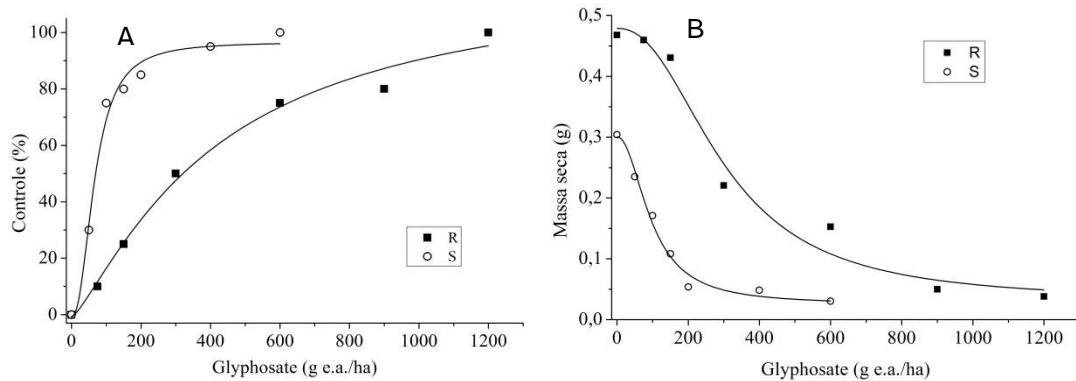 A
100
80
60
40
20
0
Controle (%)
R
S
0 200 400 600 800 1000 1200
Glyphosate (g e.a./ha)
B
0,5
0,4
0,3
0,2
0,1
0,0
Massa seca (g)
R
S
0 200 400 600 800 1000 1200
Glyphosate (g e.a./ha)